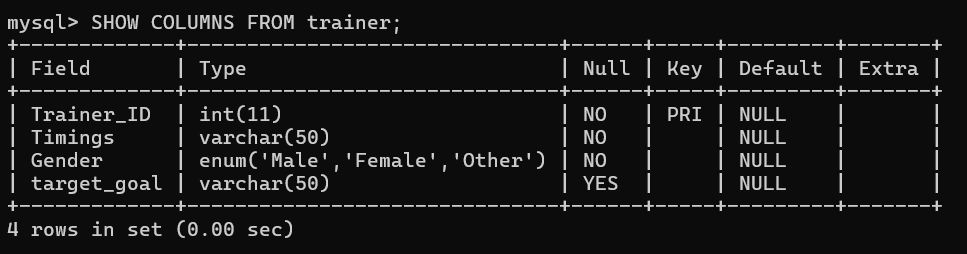 mysql> SHOW COLUMNS FROM trainer;
+-------------+-------------------------------+------+-----+---------+-------+
| Field       | Type                          | Null | Key | Default | Extra |
+-------------+-------------------------------+------+-----+---------+-------+
| Trainer_ID  | int(11)                       | NO   | PRI | NULL    |       |
| Timings     | varchar(50)                   | NO   |     | NULL    |       |
| Gender      | enum('Male','Female','Other') | NO   |     | NULL    |       |
| target_goal | varchar(50)                   | YES  |     | NULL    |       |
+-------------+-------------------------------+------+-----+---------+-------+
4 rows in set (0.00 sec)